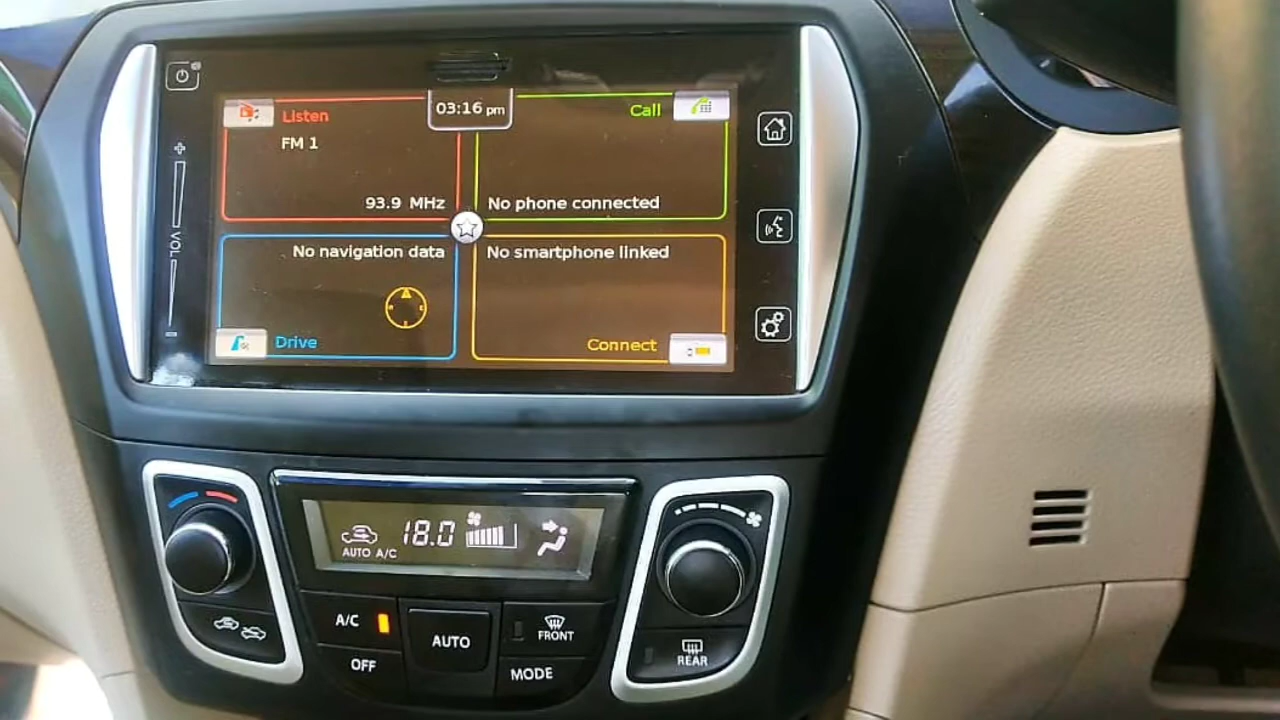 03:16 pm
Listen
Call
FM 1
93.9 MHz
No phone connected
VOL
No navigation data
No smartphone linked
Drive
Connect
18.0
AUTO A/C
A/C
AUTO
FRONT
OFF
MODE
REAR